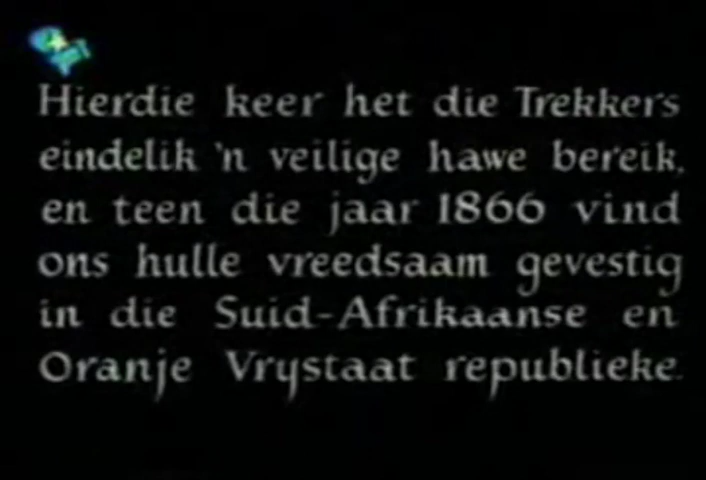 Hierdie keer het die Trekkers
eindelik 'n veilige hawe bereik,
en teen die jaar 1866 vind
ons hulle vreedsaam gevestig
in die Suid-Afrikaanse en
Oranje Vrystaat republieke.